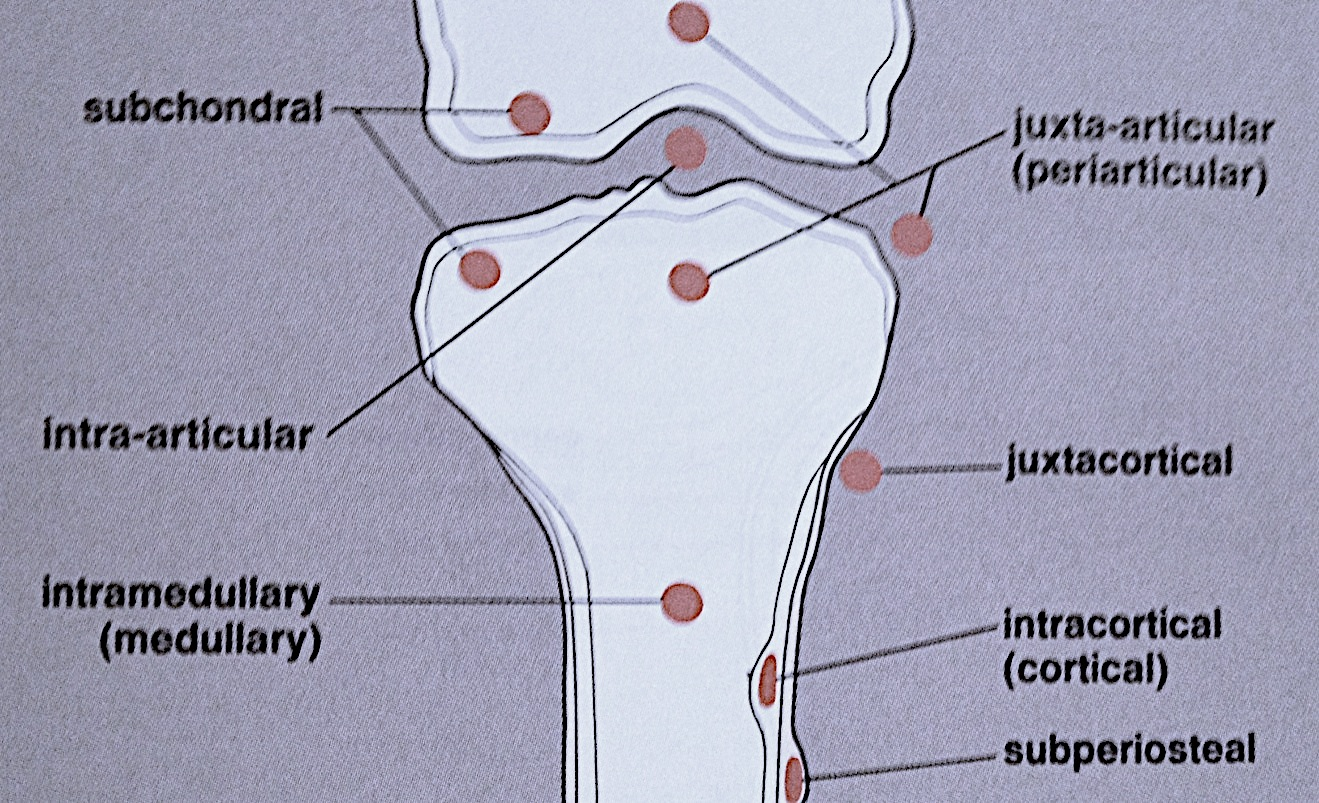 subchondral
juxta-articular
(periarticular)
intra-articular
juxtacortical
intramedullary
(medullary)
intracortical
(cortical)
subperiosteal